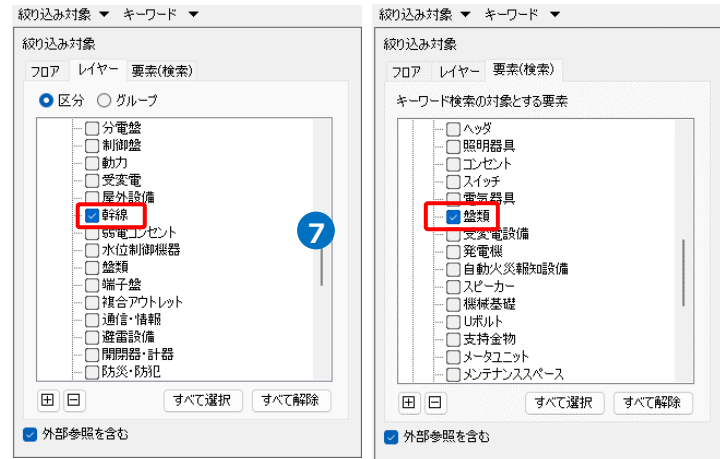 絞り込み対象 ▼ キーワード ▼
絞り込み対象
フロア レイヤー 要素(検索)
区分 グループ
分電盤
制御盤
動力
受変電
屋外設備
幹線
弱電コンセント
水位制御機器
盤類
端子盤
複合アウトレット
通信・情報
避雷設備
開閉器・計器
防災・防犯
すべて選択 すべて解除
外部参照を含む
7
絞り込み対象 ▼ キーワード ▼
絞り込み対象
フロア レイヤー 要素(検索)
キーワード検索の対象とする要素
ヘッダ
照明器具
コンセント
スイッチ
電気器具
盤類
受変電設備
発電機
自動火災報知設備
スピーカー
機械基礎
Uボルト
支持金物
メータユニット
メンテナンススペース
すべて選択 すべて解除
外部参照を含む